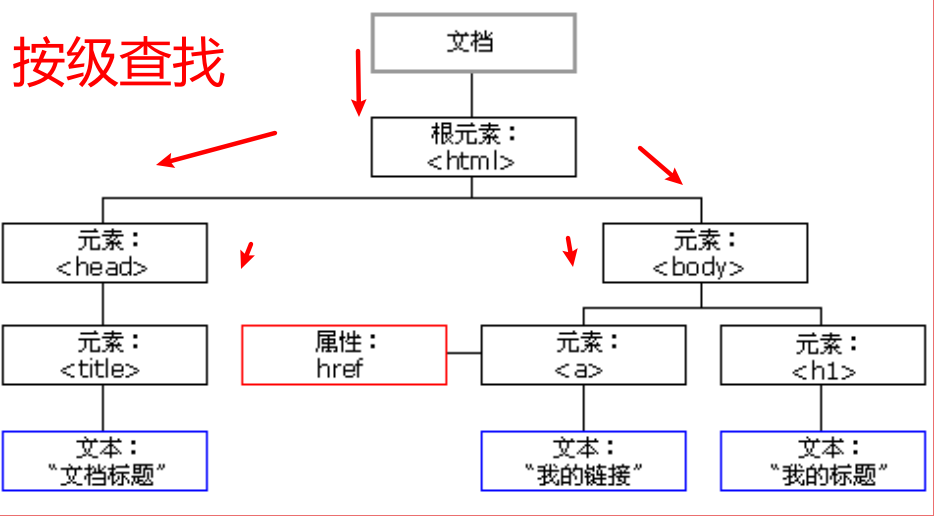 按级查找
文档
根元素：
<html>
元素：
<head>
元素：
<body>
元素：
<title>
属性：
href
元素：
<a>
元素：
<h1>
文本：
“文档标题”
文本：
“我的链接”
文本：
“我的标题”